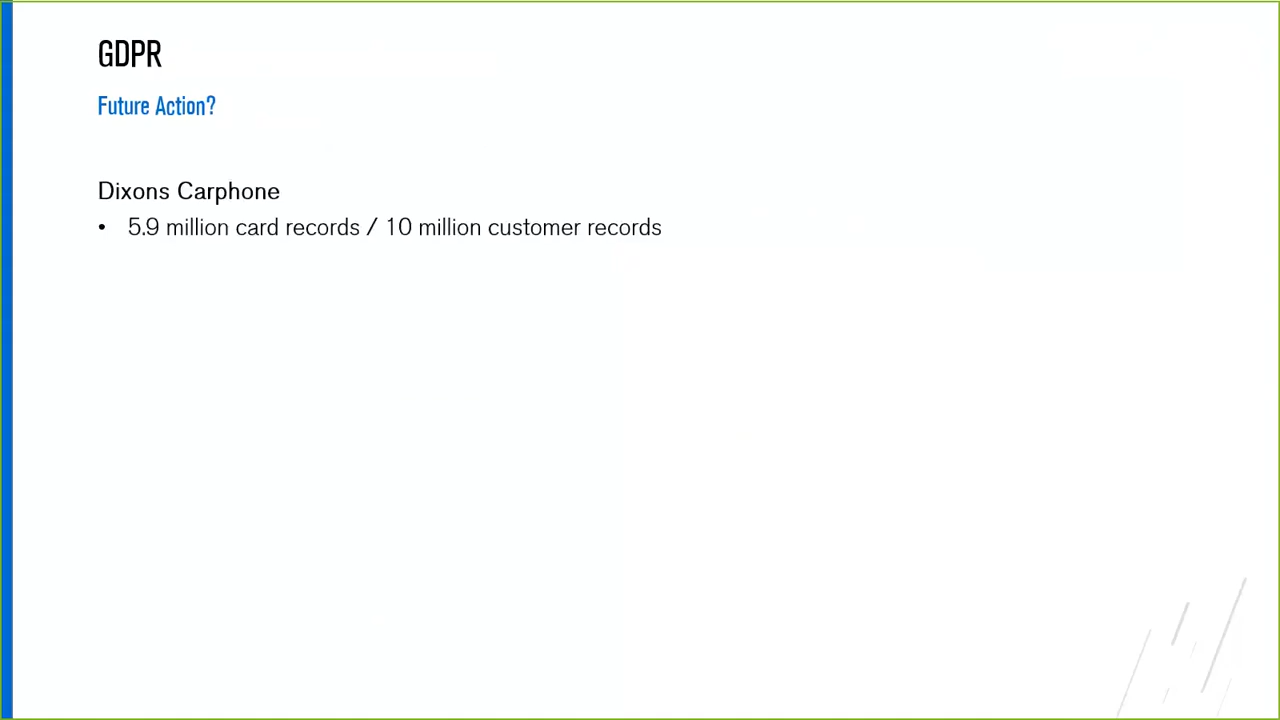 GDPR
Future Action?
Dixons Carphone
• 5.9 million card records / 10 million customer records